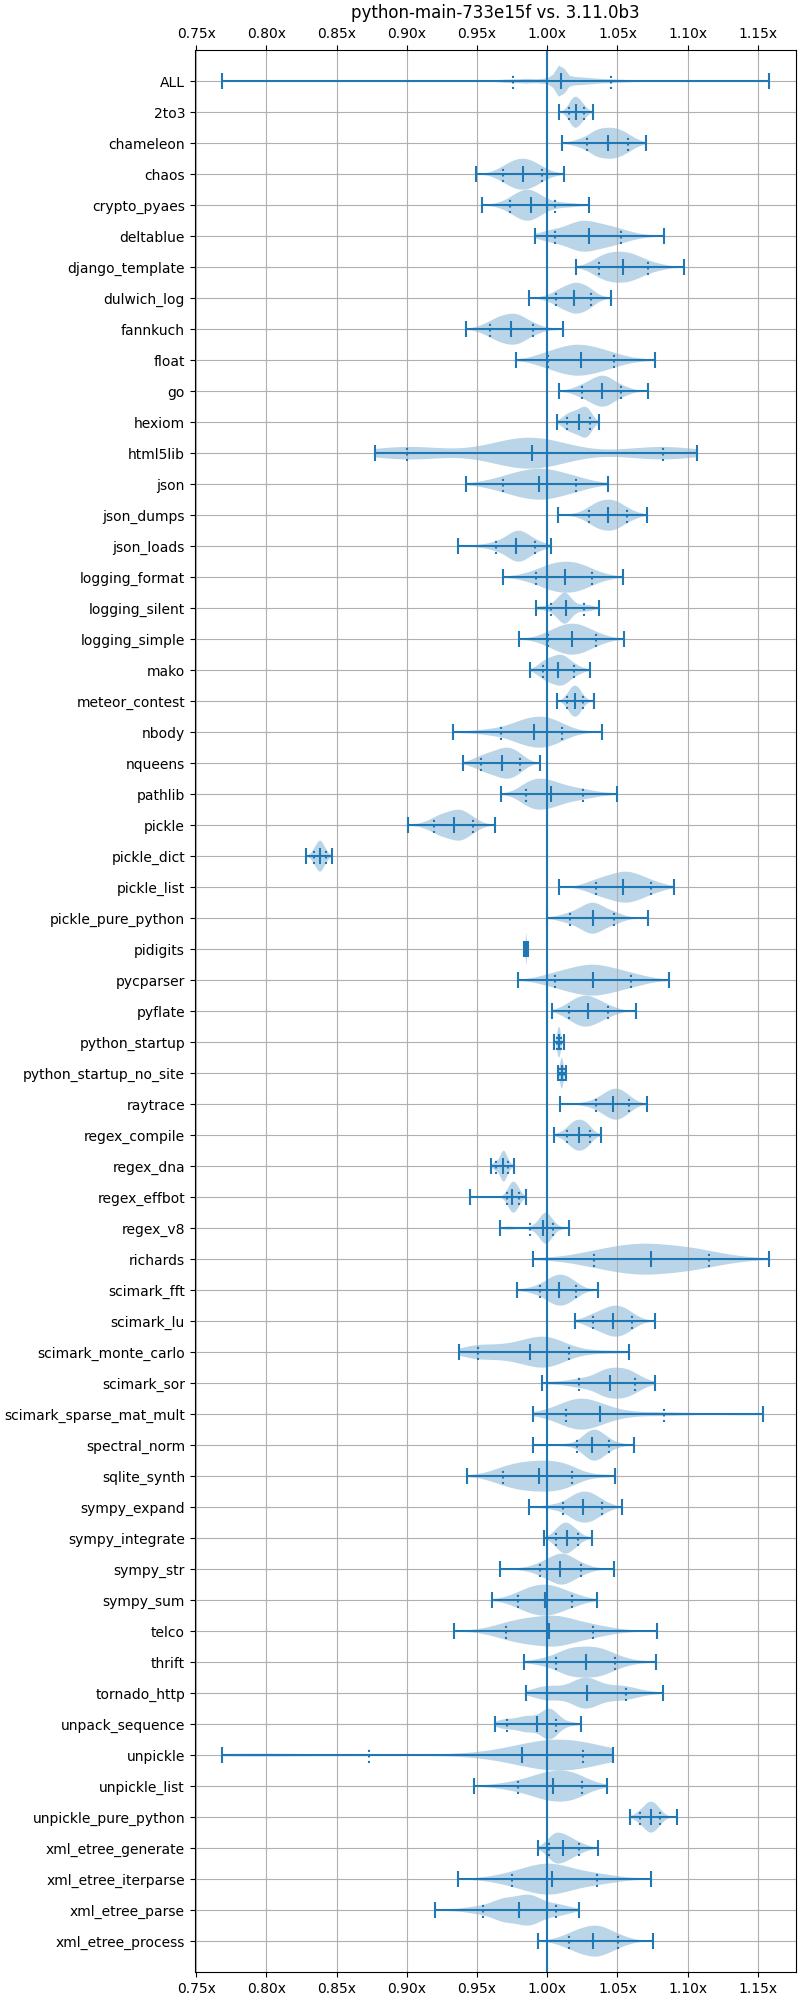 python-main-733e15f vs. 3.11.0b3
0.75x 0.80x 0.85x 0.90x 0.95x 1.00x 1.05x 1.10x 1.15x
ALL
2to3
chameleon
chaos
crypto_pyaes
deltablue
django_template
dulwich_log
fannkuch
float
go
hexiom
html5lib
json
json_dumps
json_loads
logging_format
logging_silent
logging_simple
mako
meteor_contest
nbody
nqueens
pathlib
pickle
pickle_dict
pickle_list
pickle_pure_python
pidigits
pycparser
pyflate
python_startup
python_startup_no_site
raytrace
regex_compile
regex_dna
regex_effbot
regex_v8
richards
scimark_fft
scimark_lu
scimark_monte_carlo
scimark_sor
scimark_sparse_mat_mult
spectral_norm
sqlite_synth
sympy_expand
sympy_integrate
sympy_str
sympy_sum
telco
thrift
tornado_http
unpack_sequence
unpickle
unpickle_list
unpickle_pure_python
xml_etree_generate
xml_etree_iterparse
xml_etree_parse
xml_etree_process
0.75x 0.80x 0.85x 0.90x 0.95x 1.00x 1.05x 1.10x 1.15x